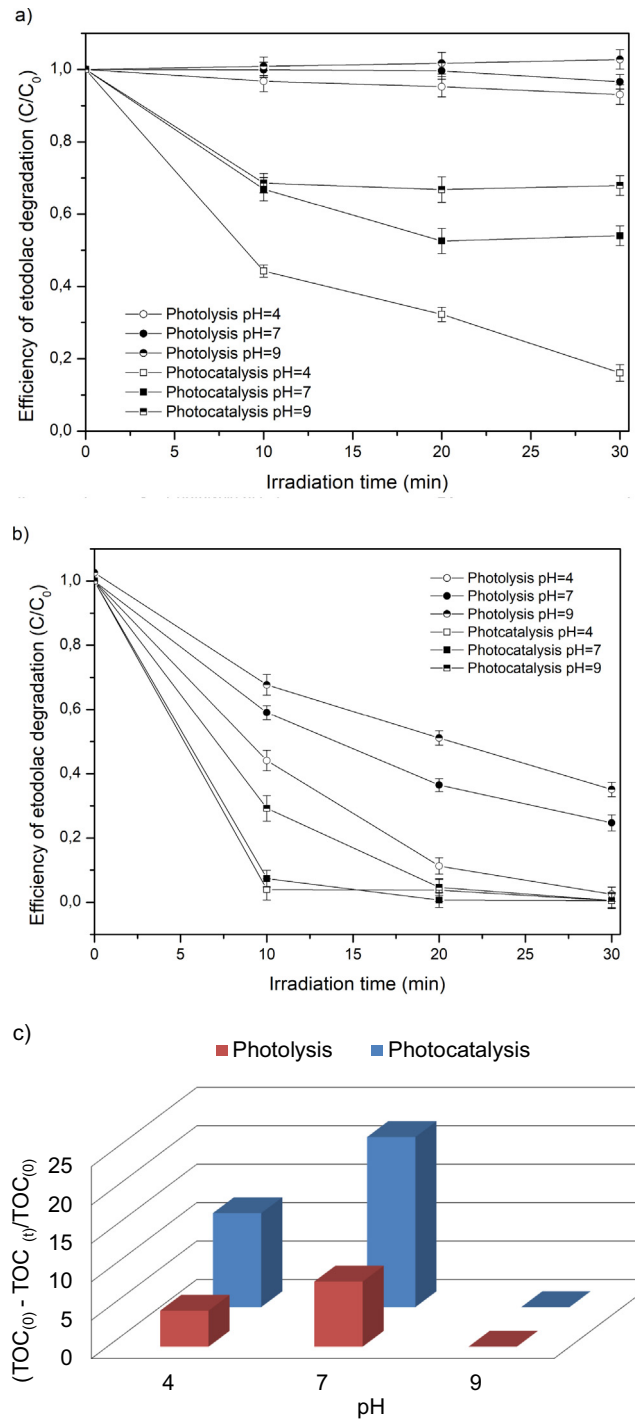 a)
Efficiency of etodolac degradation (C/C0)
1,0
0,8
0,6
0,4
0,2
0,0
Photolysis pH=4
Photolysis pH=7
Photolysis pH=9
Photocatalysis pH=4
Photocatalysis pH=7
Photocatalysis pH=9
0 5 10 15 20 25 30
Irradiation time (min)
b)
Efficiency of etodolac degradation (C/C0)
1,0
0,8
0,6
0,4
0,2
0,0
Photolysis pH=4
Photolysis pH=7
Photolysis pH=9
Photcatalysis pH=4
Photocatalysis pH=7
Photocatalysis pH=9
0 5 10 15 20 25 30
Irradiation time (min)
c)
Photolysis Photocatalysis
(TOC(0) - TOC (t)/TOC(0)
25
20
15
10
5
0
4 7 9
pH